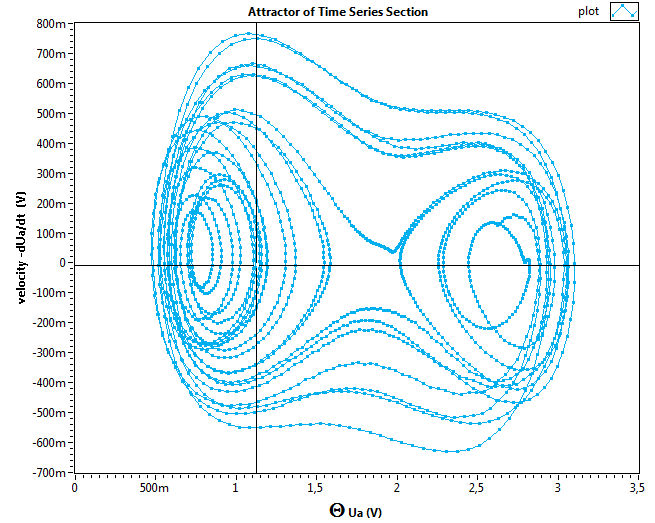 Attractor of Time Series Section
plot
800m
700m
600m
500m
400m
300m
200m
100m
0
-100m
-200m
-300m
-400m
-500m
-600m
-700m
velocity -dUa/dt (V)
0
500m
1
1,5
2
2,5
3
3,5
Θ Ua (V)